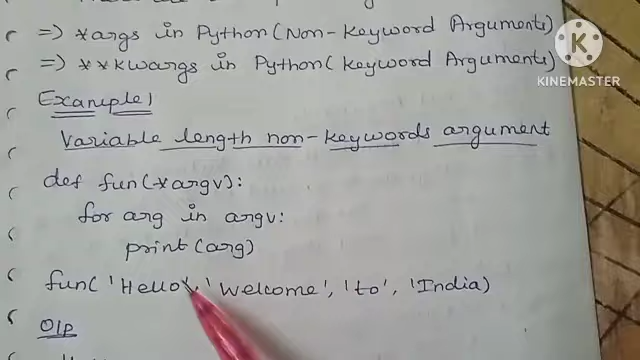 => *args in Python (Non-keyword Arguments)
=> **kwargs in Python (keyword Arguments)
KINEMASTER
Example 1
Variable length non-keywords argument
def fun(*argv):
for arg in argv:
print (arg)
fun('Hello', 'Welcome', 'to', 'India)
O/p